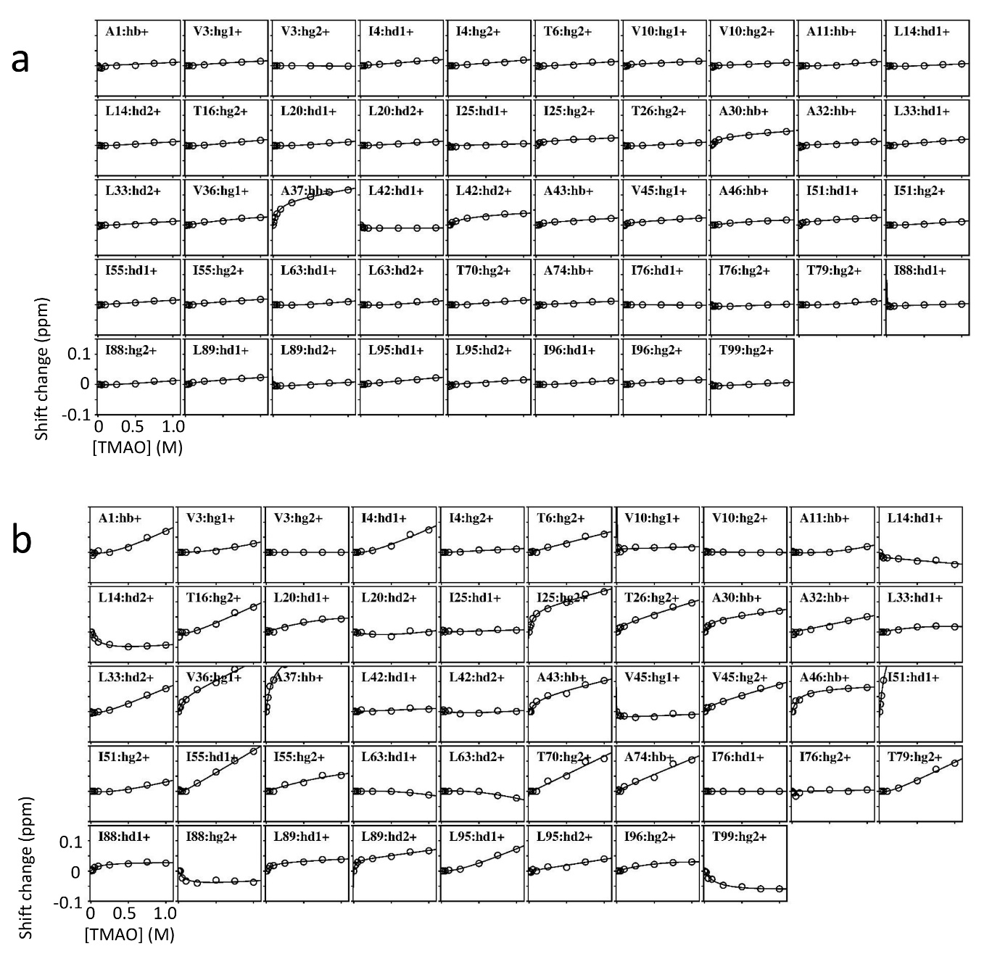 a
A1:hb+ V3:hg1+ V3:hg2+ I4:hd1+ I4:hg2+ T6:hg2+ V10:hg1+ V10:hg2+ A11:hb+ L14:hd1+
L14:hd2+ T16:hg2+ L20:hd1+ L20:hd2+ I25:hd1+ I25:hg2+ T26:hg2+ A30:hb+ A32:hb+ L33:hd1+
L33:hd2+ V36:hg1+ A37:hb+ L42:hd1+ L42:hd2+ A43:hb+ V45:hg1+ A46:hb+ I51:hd1+ I51:hg2+
I55:hd1+ I55:hg2+ L63:hd1+ L63:hd2+ T70:hg2+ A74:hb+ I76:hd1+ I76:hg2+ T79:hg2+ I88:hd1+
I88:hg2+ L89:hd1+ L89:hd2+ L95:hd1+ L95:hd2+ I96:hd1+ I96:hg2+ T99:hg2+
Shift change (ppm)
0.1
0
-0.1
0 0.5 1.0
[TMAO] (M)
b
A1:hb+ V3:hg1+ V3:hg2+ I4:hd1+ I4:hg2+ T6:hg2+ V10:hg1+ V10:hg2+ A11:hb+ L14:hd1+
L14:hd2+ T16:hg2+ L20:hd1+ L20:hd2+ I25:hd1+ I25:hg2+ T26:hg2+ A30:hb+ A32:hb+ L33:hd1+
L33:hd2+ V36:hg1+ A37:hb+ L42:hd1+ L42:hd2+ A43:hb+ V45:hg1+ V45:hg2+ A46:hb+ I51:hd1+
I51:hg2+ I55:hd1+ I55:hg2+ L63:hd1+ L63:hd2+ T70:hg2+ A74:hb+ I76:hd1+ I76:hg2+ T79:hg2+
I88:hd1+ I88:hg2+ L89:hd1+ L89:hd2+ L95:hd1+ L95:hd2+ I96:hg2+ T99:hg2+
Shift change (ppm)
0.1
0
-0.1
0 0.5 1.0
[TMAO] (M)